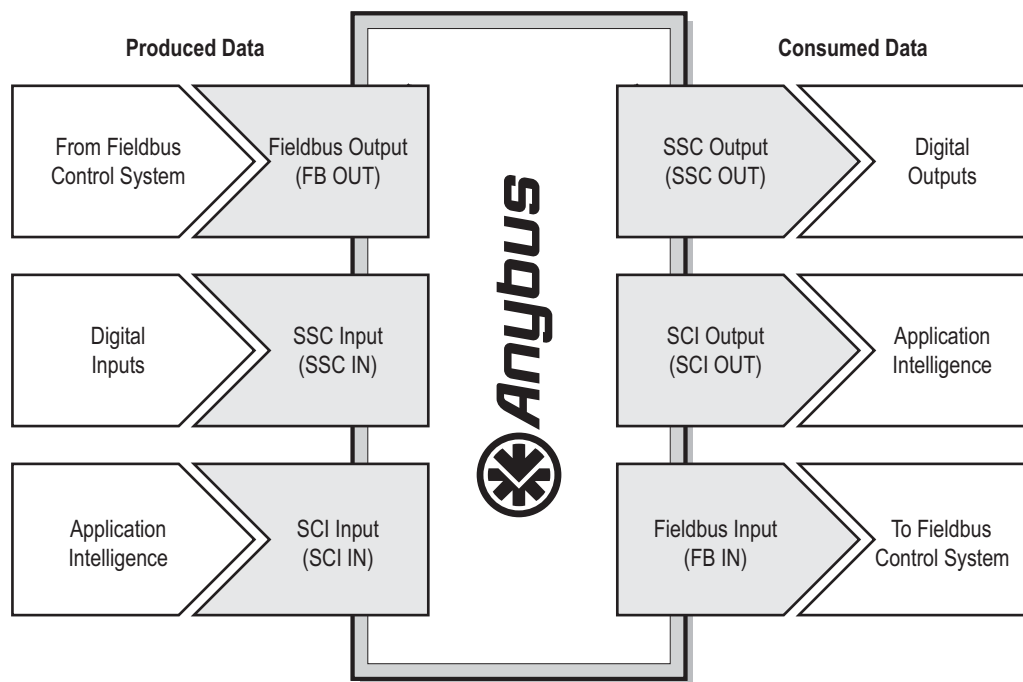 Produced Data
Consumed Data
From Fieldbus
Control System
Fieldbus Output
(FB OUT)
SSC Output
(SSC OUT)
Digital
Outputs
Digital
Inputs
SSC Input
(SSC IN)
SCI Output
(SCI OUT)
Application
Intelligence
Application
Intelligence
SCI Input
(SCI IN)
Fieldbus Input
(FB IN)
To Fieldbus
Control System
Anybus